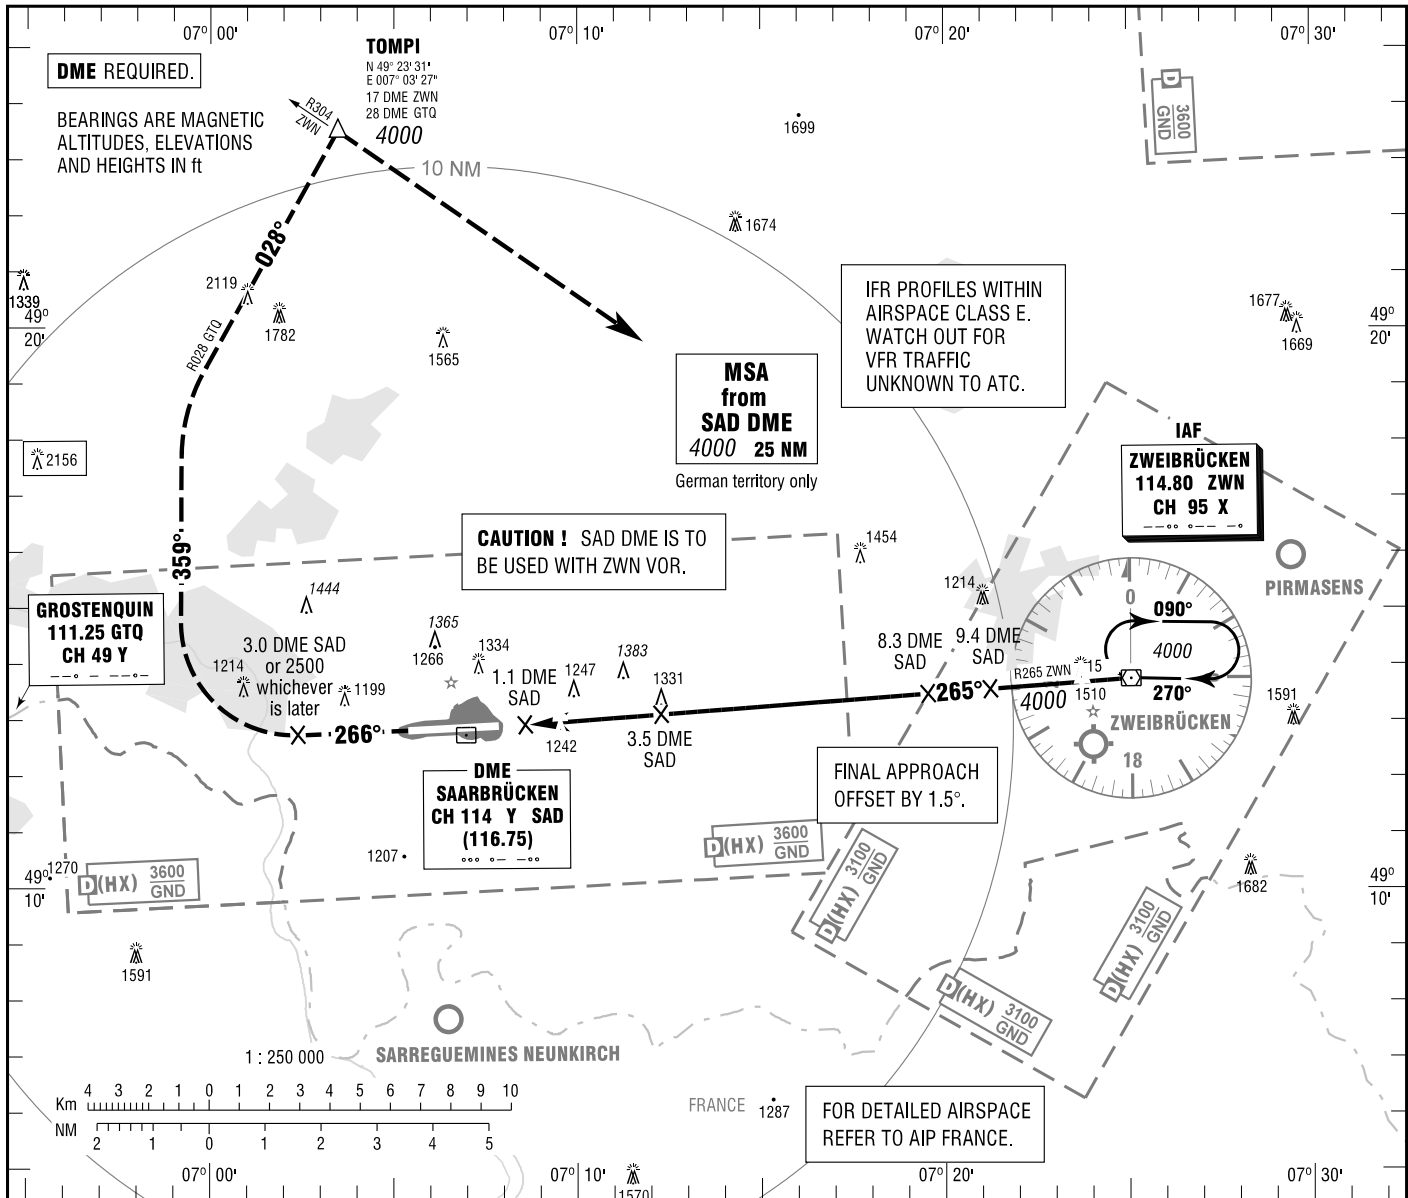 07° 00'
07° 10'
07° 20'
07° 30'
DME REQUIRED.
BEARINGS ARE MAGNETIC
ALTITUDES, ELEVATIONS
AND HEIGHTS IN ft
TOMPI
N 49° 23' 31"
E 007° 03' 27"
17 DME ZWN
28 DME GTQ
4000
R304
ZWN
10 NM
1699
D 3600
GND
028°
1674
2119
1339
49°
20'
1782
R028 GTQ
1565
IFR PROFILES WITHIN
AIRSPACE CLASS E.
WATCH OUT FOR
VFR TRAFFIC
UNKNOWN TO ATC.
1677
1669
49°
20'
MSA
from
SAD DME
4000 25 NM
German territory only
IAF
ZWEIBRÜCKEN
114.80 ZWN
CH 95 X
2156
359°
CAUTION ! SAD DME IS TO
BE USED WITH ZWN VOR.
1454
1214
PIRMASENS
GROSTENQUIN
111.25 GTQ
CH 49 Y
1444
1365
1266
1334
3.0 DME SAD
or 2500
whichever
is later
1214
1199
1.1 DME
SAD
1247
1383
1331
8.3 DME
SAD
9.4 DME
SAD
0
090°
4000
R265 ZWN
15
1510
4000
270°
1591
265°
266°
1242
3.5 DME
SAD
ZWEIBRÜCKEN
18
DME
SAARBRÜCKEN
CH 114 Y SAD
(116.75)
FINAL APPROACH
OFFSET BY 1.5°.
1207
D(HX) 3600
GND
D(HX) 3100
GND
49°
10'
1270
D(HX) 3600
GND
1682
49°
10'
D(HX) 3100
GND
1591
D(HX) 3100
GND
SARREGUEMINES NEUNKIRCH
1 : 250 000
Km
4 3 2 1 0 1 2 3 4 5 6 7 8 9 10
NM
2 1 0 1 2 3 4 5
FRANCE
1287
FOR DETAILED AIRSPACE
REFER TO AIP FRANCE.
07° 00'
07° 10'
07° 20'
07° 30'
1570